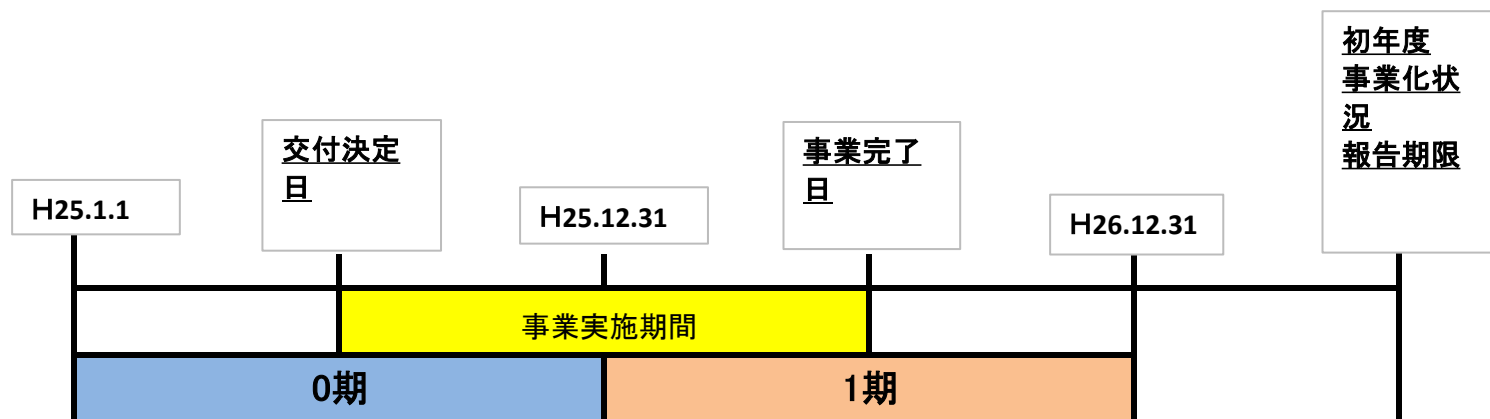 初年度
事業化状
況
報告期限
交付決定
日
事業完了
日
H25.1.1
H25.12.31
H26.12.31
事業実施期間
0期
1期